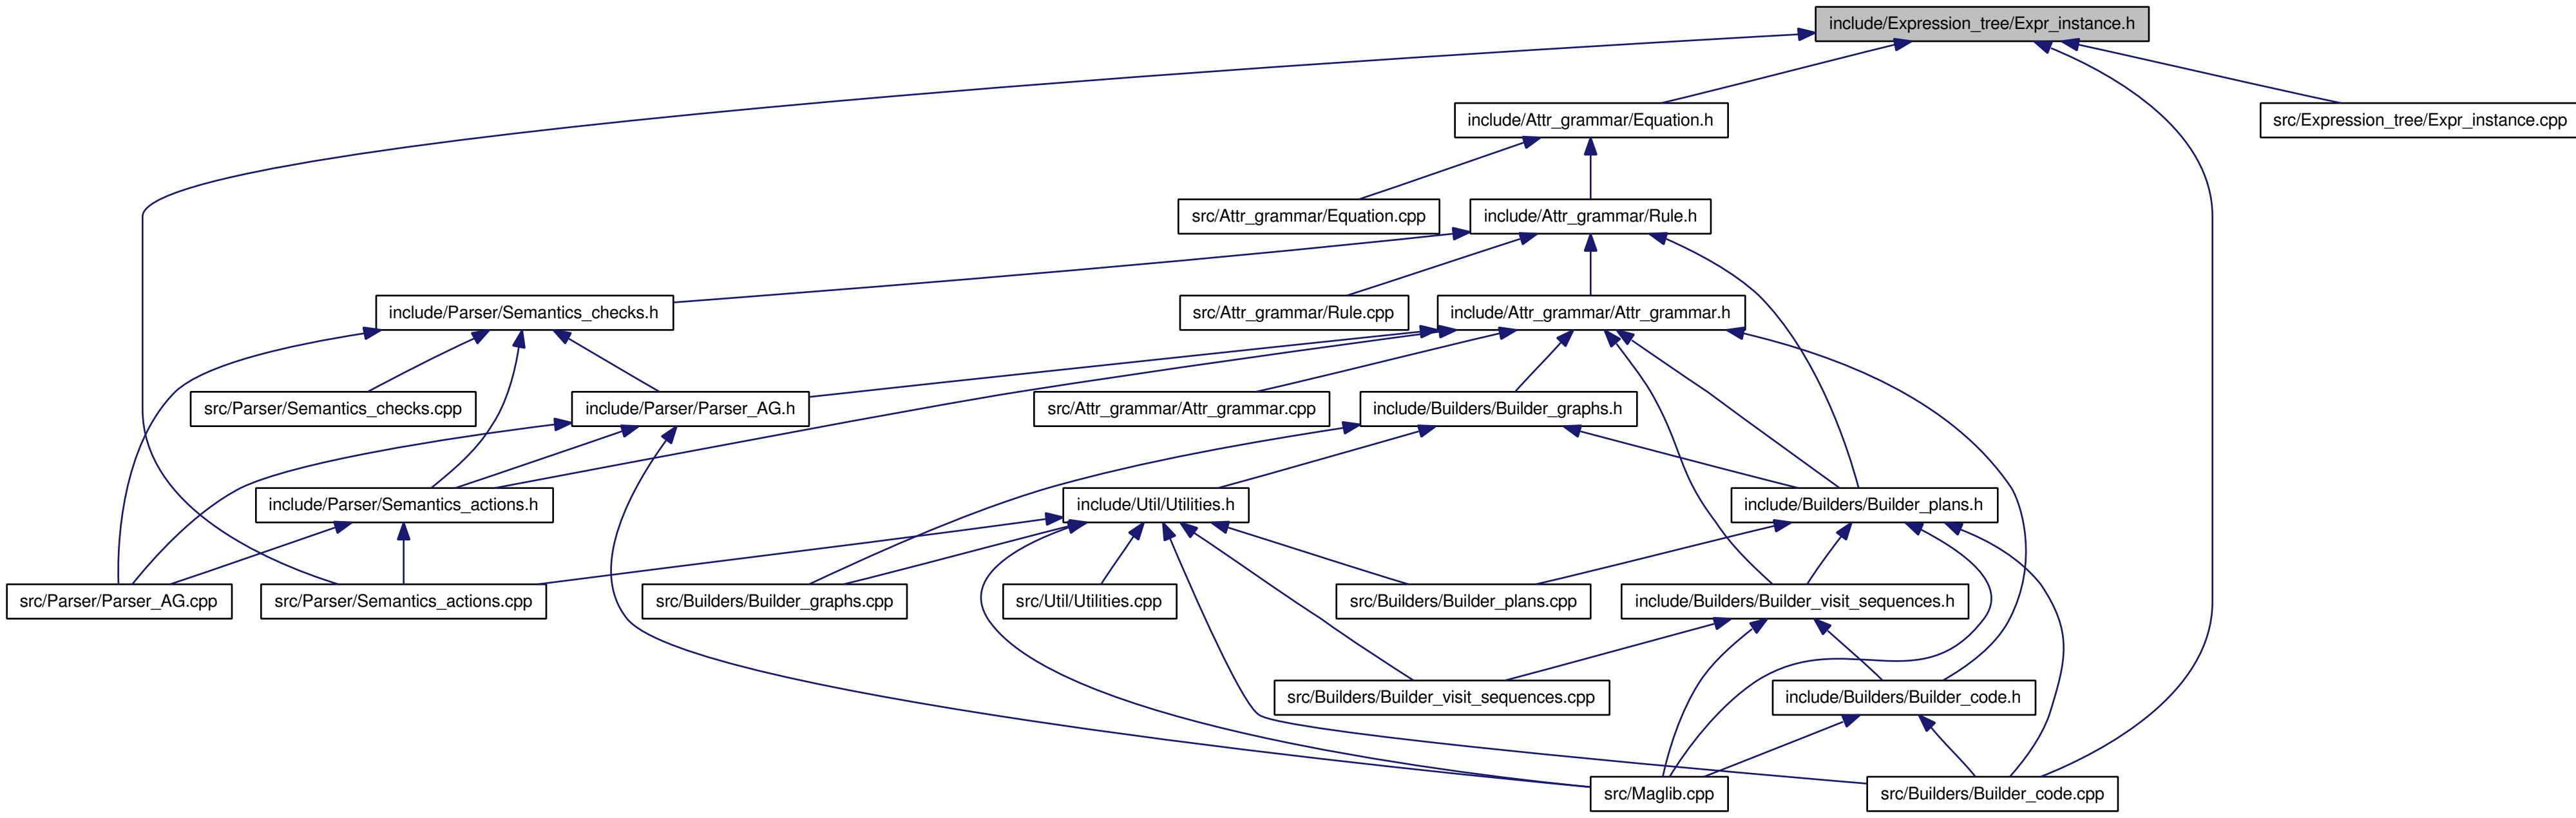 include/Expression_tree/Expr_instance.h
include/Attr_grammar/Equation.h
src/Expression_tree/Expr_instance.cpp
src/Attr_grammar/Equation.cpp
include/Attr_grammar/Rule.h
include/Parser/Semantics_checks.h
src/Attr_grammar/Rule.cpp
include/Attr_grammar/Attr_grammar.h
src/Parser/Semantics_checks.cpp
include/Parser/Parser_AG.h
src/Attr_grammar/Attr_grammar.cpp
include/Builders/Builder_graphs.h
include/Parser/Semantics_actions.h
include/Util/Utilities.h
include/Builders/Builder_plans.h
src/Parser/Parser_AG.cpp
src/Parser/Semantics_actions.cpp
src/Builders/Builder_graphs.cpp
src/Util/Utilities.cpp
src/Builders/Builder_plans.cpp
include/Builders/Builder_visit_sequences.h
src/Builders/Builder_visit_sequences.cpp
include/Builders/Builder_code.h
src/Maglib.cpp
src/Builders/Builder_code.cpp